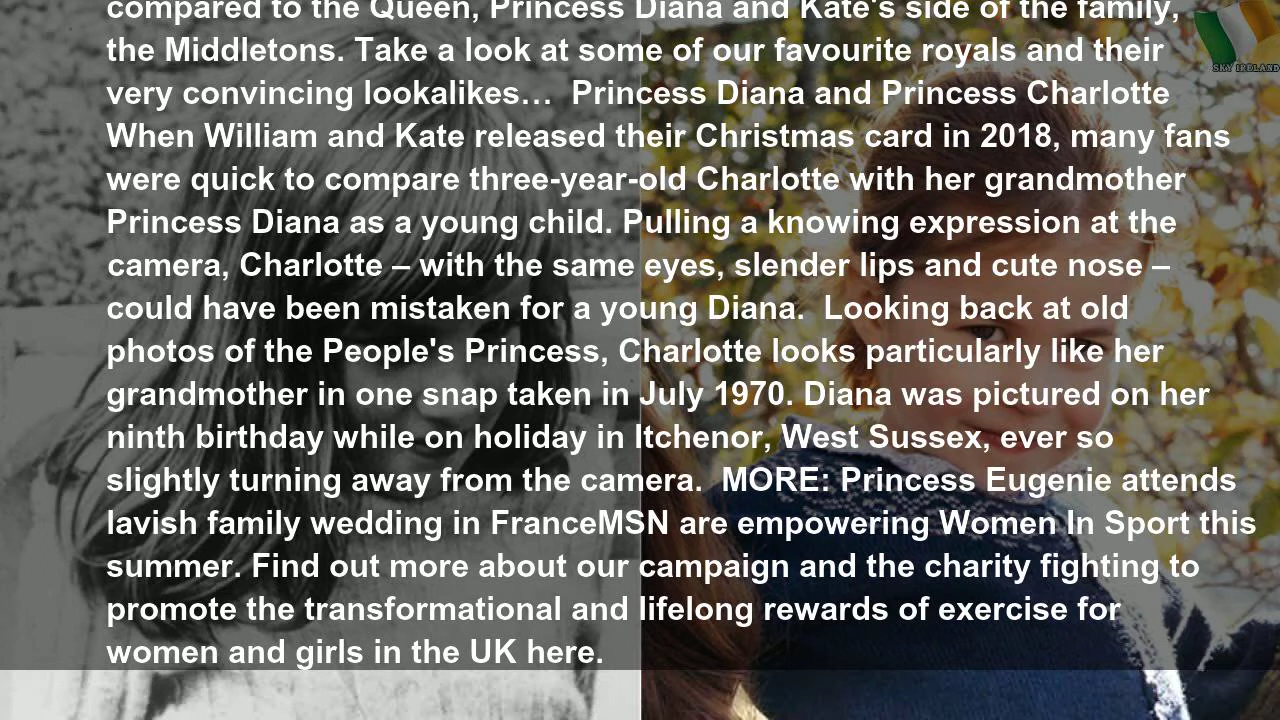 compared to the Queen, Princess Diana and Kate's side of the family,
the Middletons. Take a look at some of our favourite royals and their
very convincing lookalikes…  Princess Diana and Princess Charlotte
When William and Kate released their Christmas card in 2018, many fans
were quick to compare three-year-old Charlotte with her grandmother
Princess Diana as a young child. Pulling a knowing expression at the
camera, Charlotte – with the same eyes, slender lips and cute nose –
could have been mistaken for a young Diana.  Looking back at old
photos of the People's Princess, Charlotte looks particularly like her
grandmother in one snap taken in July 1970. Diana was pictured on her
ninth birthday while on holiday in Itchenor, West Sussex, ever so
slightly turning away from the camera.  MORE: Princess Eugenie attends
lavish family wedding in FranceMSN are empowering Women In Sport this
summer. Find out more about our campaign and the charity fighting to
promote the transformational and lifelong rewards of exercise for
women and girls in the UK here.
SKY IRELAND